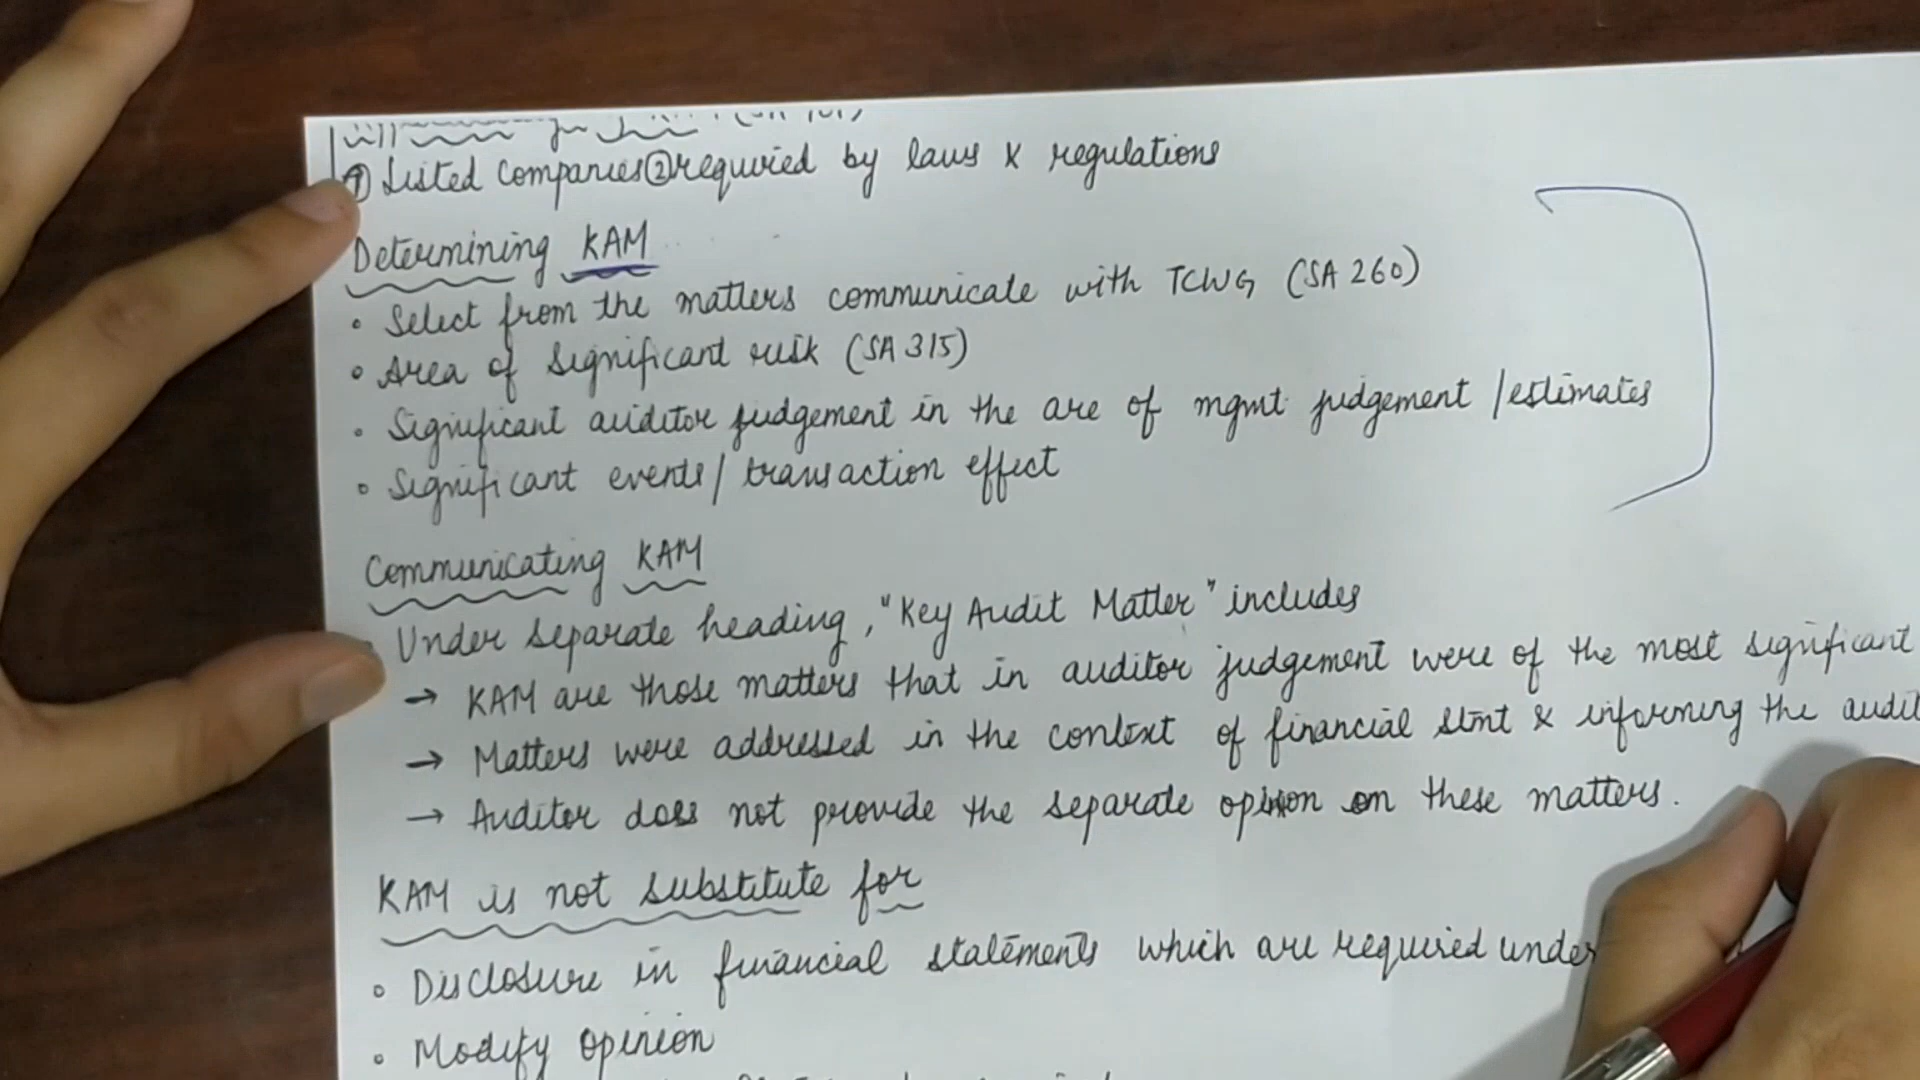 ① Listed Companies ② required by laws & regulations
Determining KAM
• Select from the matters communicate with TCWG (SA 260)
• Area of significant risk (SA 315)
• Significant auditor judgement in the are of mgmt judgement / estimates
• Significant events / transaction effect
Communicating KAM
Under separate heading, "Key Audit Matter" includes
→ KAM are those matters that in auditor judgement were of the most significant
→ Matters were addressed in the context of financial stmt & informing the audit
→ Auditor does not provide the separate opinion on these matters.
KAM is not substitute for
• Disclosure in financial statements which are required under
• Modify opinion